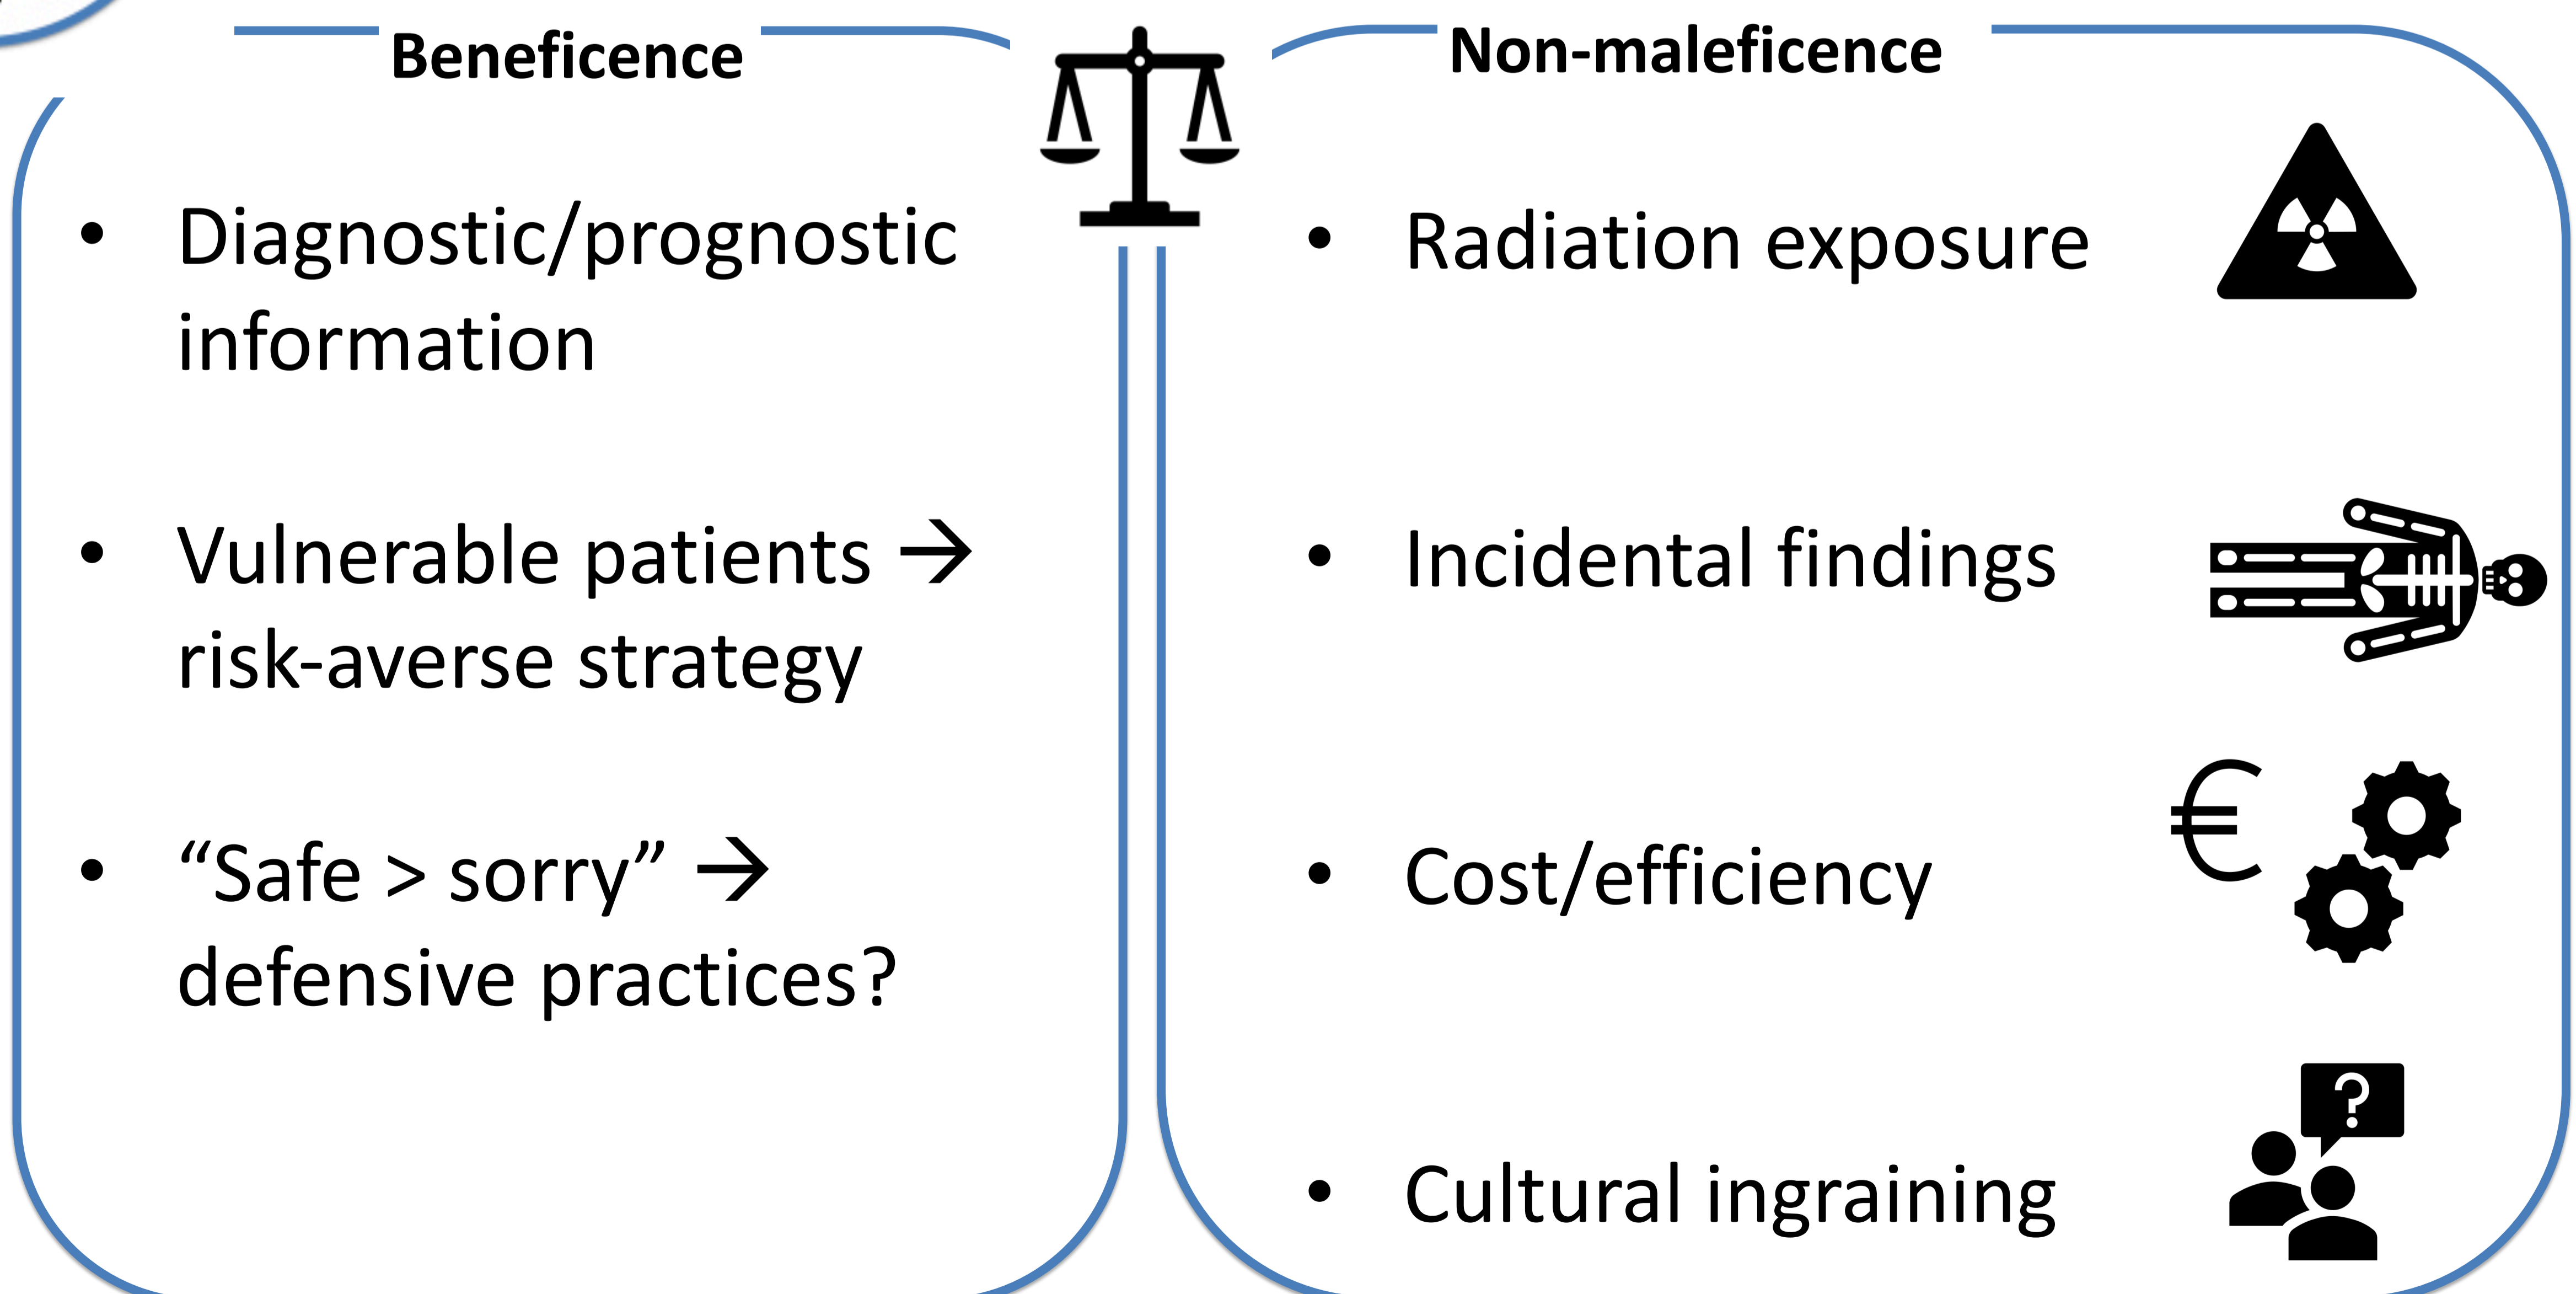 Beneficence
• Diagnostic/prognostic
information
• Vulnerable patients →
risk-averse strategy
• “Safe > sorry” →
defensive practices?
Non-maleficence
• Radiation exposure
• Incidental findings
• Cost/efficiency
€
• Cultural ingraining
?